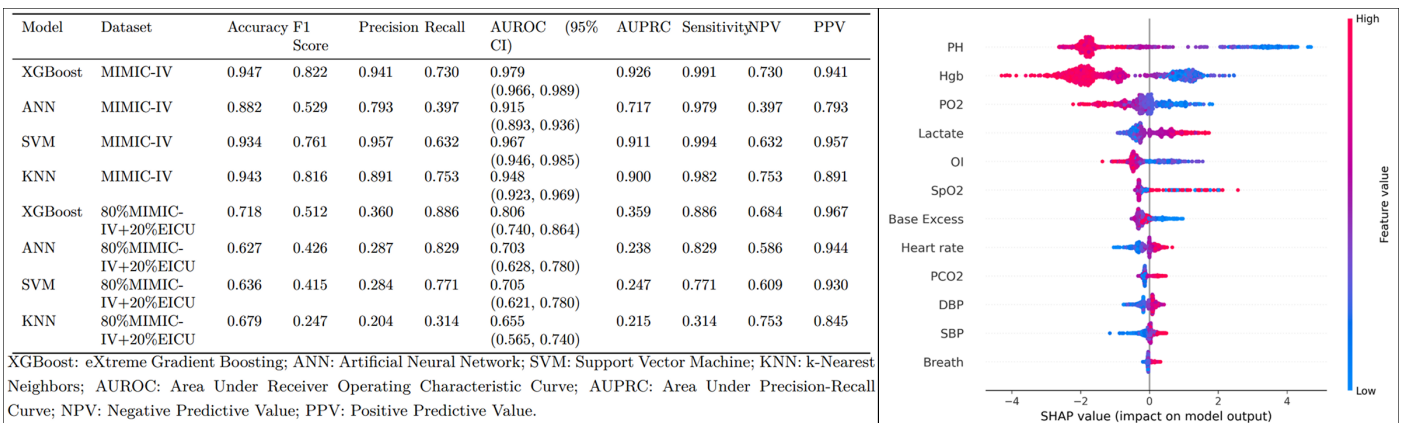 Model Dataset Accuracy F1 Score Precision Recall AUROC (95% CI) AUPRC Sensitivity NPV PPV
XGBoost MIMIC-IV 0.947 0.822 0.941 0.730 0.979 (0.966, 0.989) 0.926 0.991 0.730 0.941
ANN MIMIC-IV 0.882 0.529 0.793 0.397 0.915 (0.893, 0.936) 0.717 0.979 0.397 0.793
SVM MIMIC-IV 0.934 0.761 0.957 0.632 0.967 (0.946, 0.985) 0.911 0.994 0.632 0.957
KNN MIMIC-IV 0.943 0.816 0.891 0.753 0.948 (0.923, 0.969) 0.900 0.982 0.753 0.891
XGBoost 80%MIMIC-IV+20%EICU 0.718 0.512 0.360 0.886 0.806 (0.740, 0.864) 0.359 0.886 0.684 0.967
ANN 80%MIMIC-IV+20%EICU 0.627 0.426 0.287 0.829 0.703 (0.628, 0.780) 0.238 0.829 0.586 0.944
SVM 80%MIMIC-IV+20%EICU 0.636 0.415 0.284 0.771 0.705 (0.621, 0.780) 0.247 0.771 0.609 0.930
KNN 80%MIMIC-IV+20%EICU 0.679 0.247 0.204 0.314 0.655 (0.565, 0.740) 0.215 0.314 0.753 0.845
XGBoost: eXtreme Gradient Boosting; ANN: Artificial Neural Network; SVM: Support Vector Machine; KNN: k-Nearest
Neighbors; AUROC: Area Under Receiver Operating Characteristic Curve; AUPRC: Area Under Precision-Recall
Curve; NPV: Negative Predictive Value; PPV: Positive Predictive Value.
PH
Hgb
PO2
Lactate
OI
SpO2
Base Excess
Heart rate
PCO2
DBP
SBP
Breath
−4 −2 0 2 4
SHAP value (impact on model output)
High
Feature value
Low